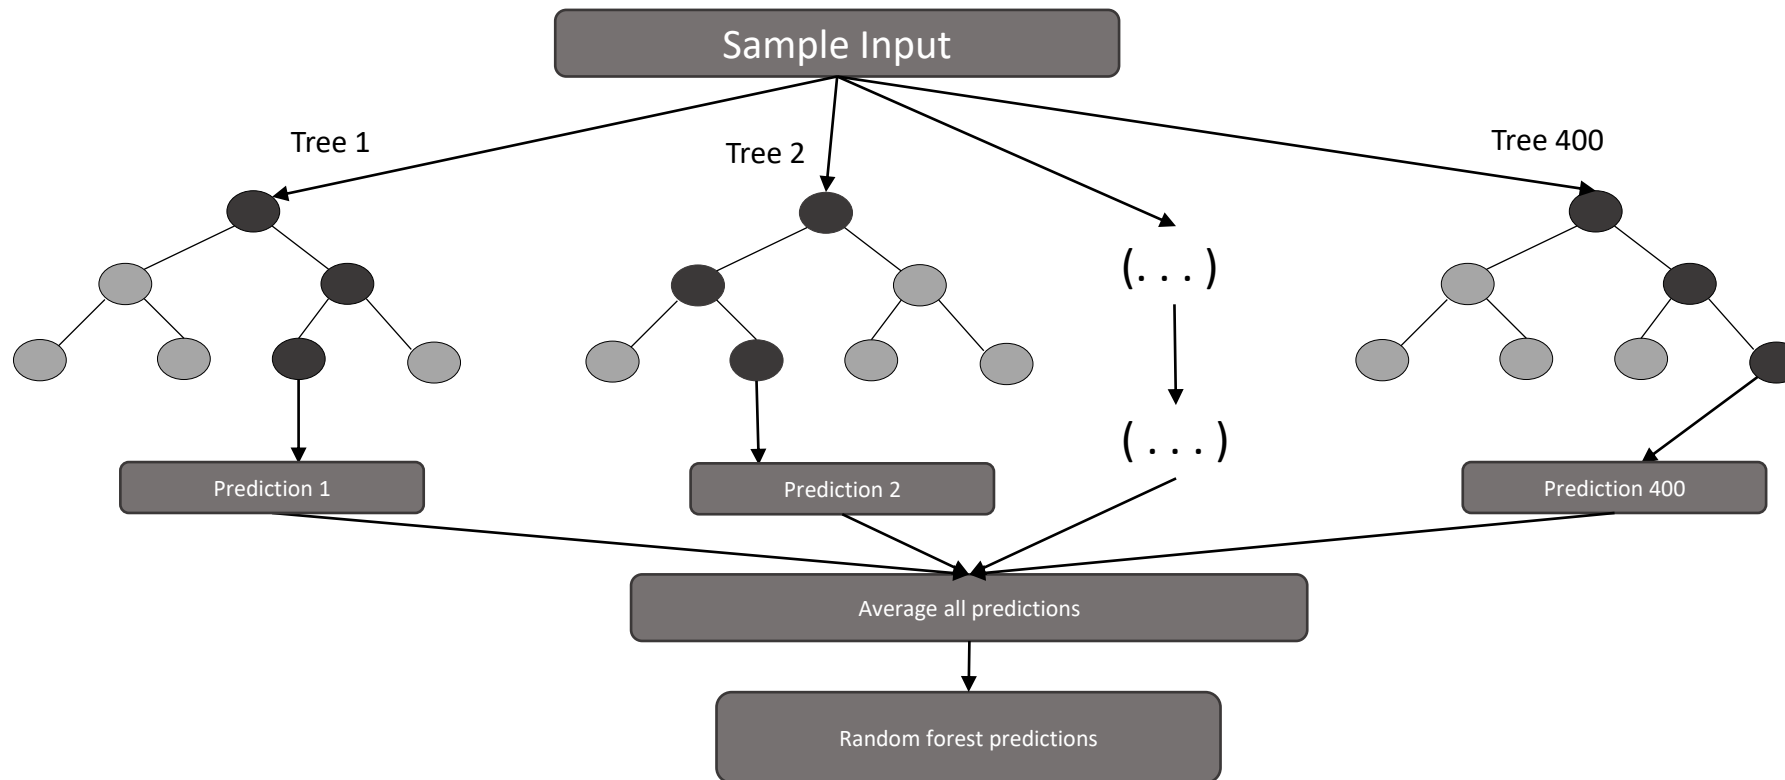 Sample Input
Tree 1
Tree 2
Tree 400
(. . . )
( . . . )
Prediction 1
Prediction 2
Prediction 400
Average all predictions
Random forest predictions